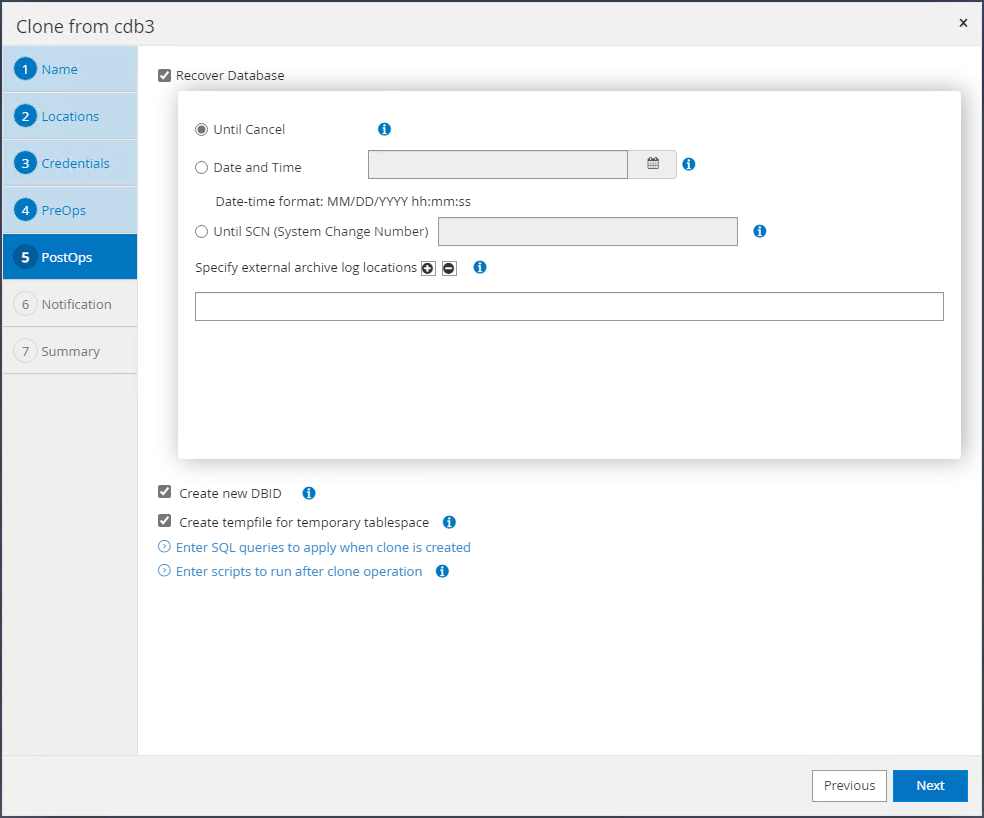 Clone from cdb3
×
1 Name
2 Locations
3 Credentials
4 PreOps
5 PostOps
6 Notification
7 Summary
Recover Database
Until Cancel
Date and Time
Date-time format: MM/DD/YYYY hh:mm:ss
Until SCN (System Change Number)
Specify external archive log locations
Create new DBID
Create tempfile for temporary tablespace
Enter SQL queries to apply when clone is created
Enter scripts to run after clone operation
Previous
Next